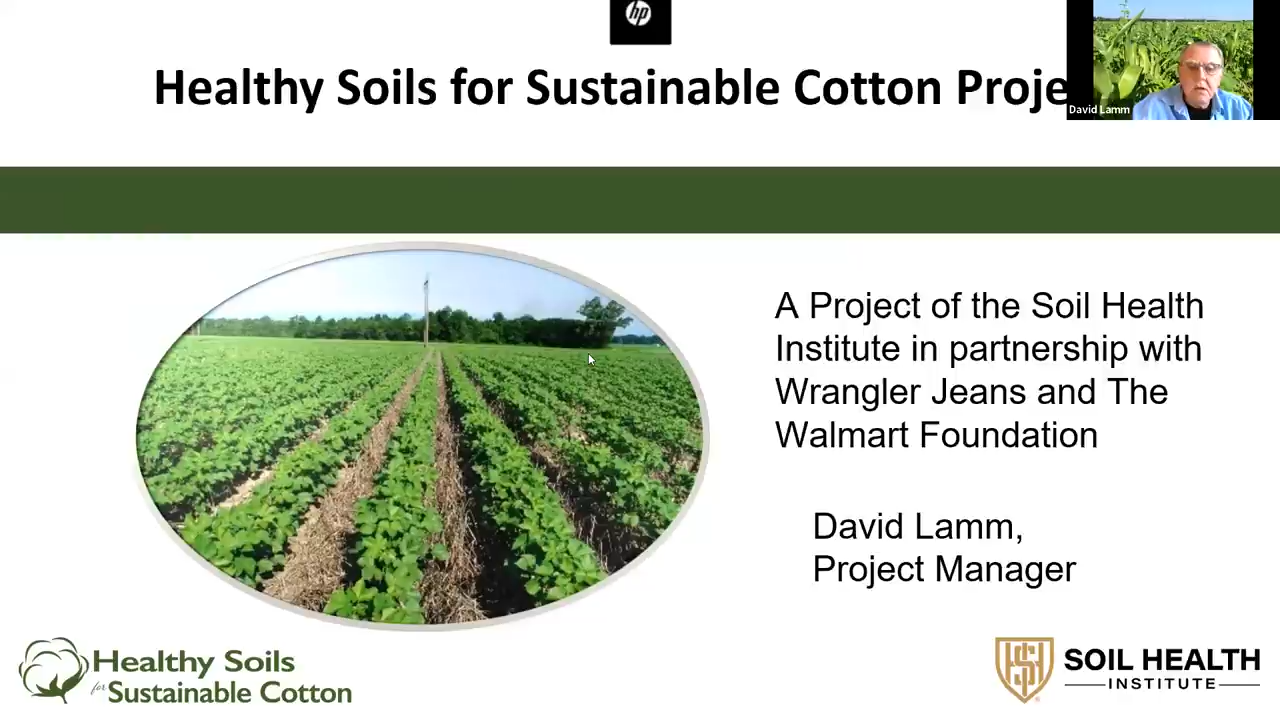 hp
Healthy Soils for Sustainable Cotton Proje
David Lamm
A Project of the Soil Health
Institute in partnership with
Wrangler Jeans and The
Walmart Foundation
David Lamm,
Project Manager
Healthy Soils
for Sustainable Cotton
SOIL HEALTH
INSTITUTE